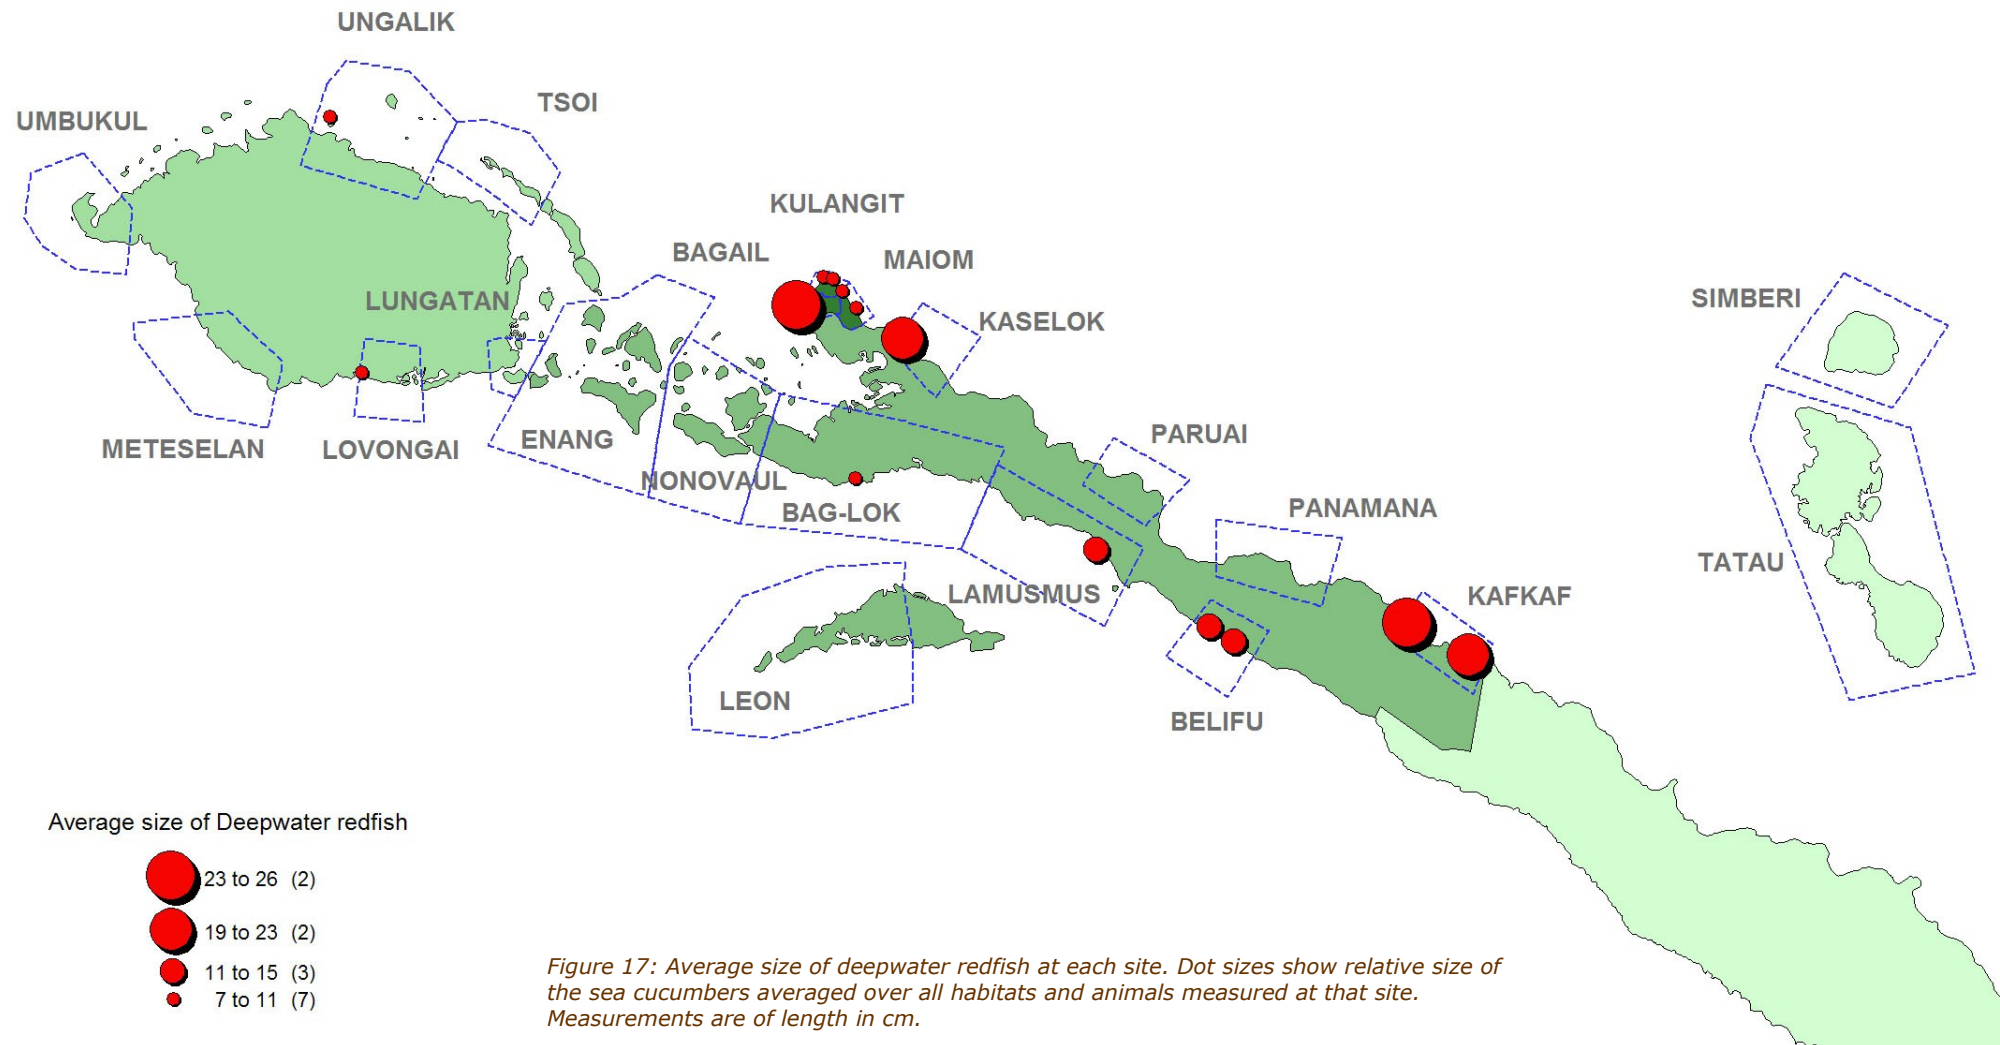 UNGALIK
TSOI
UMBUKUL
KULANGIT
BAGAIL
MAIOM
LUNGATAN
SIMBERI
KASELOK
METESELAN
LOVONGAI
ENANG
PARUAI
NONOVAUL
BAG-LOK
PANAMANA
TATAU
LAMUSMUS
KAFKAF
LEON
BELIFU
Average size of Deepwater redfish
23 to 26 (2)
19 to 23 (2)
11 to 15 (3)
7 to 11 (7)
Figure 17: Average size of deepwater redfish at each site. Dot sizes show relative size of
the sea cucumbers averaged over all habitats and animals measured at that site.
Measurements are of length in cm.